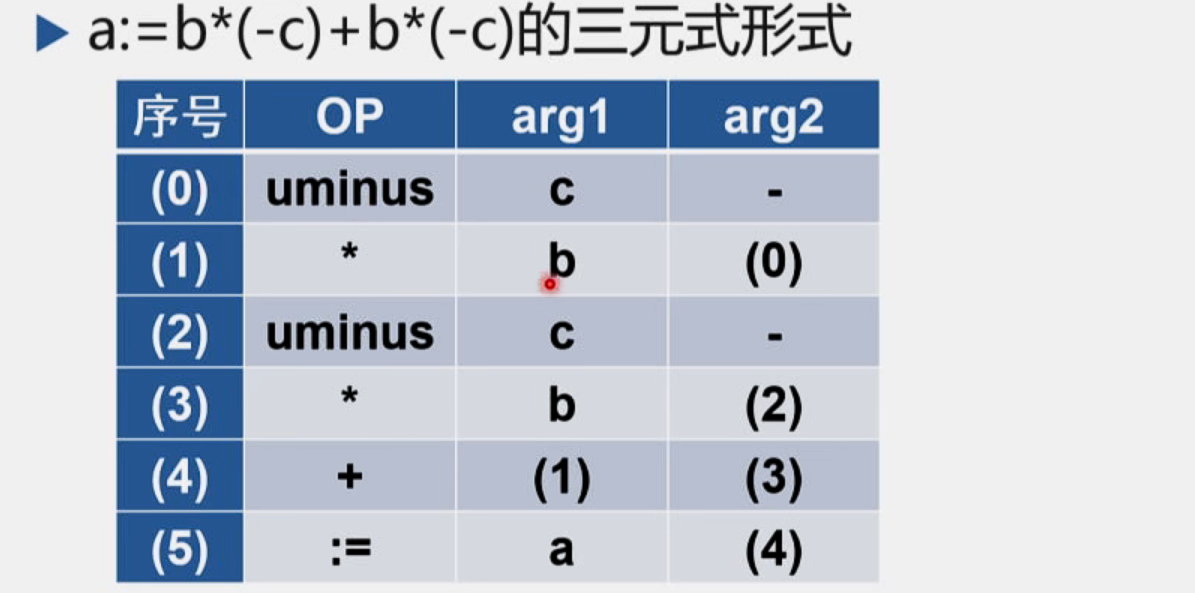 a:=b*(-c)+b*(-c)的三元式形式
序号 OP arg1 arg2
(0) uminus c -
(1) * b (0)
(2) uminus c -
(3) * b (2)
(4) + (1) (3)
(5) := a (4)